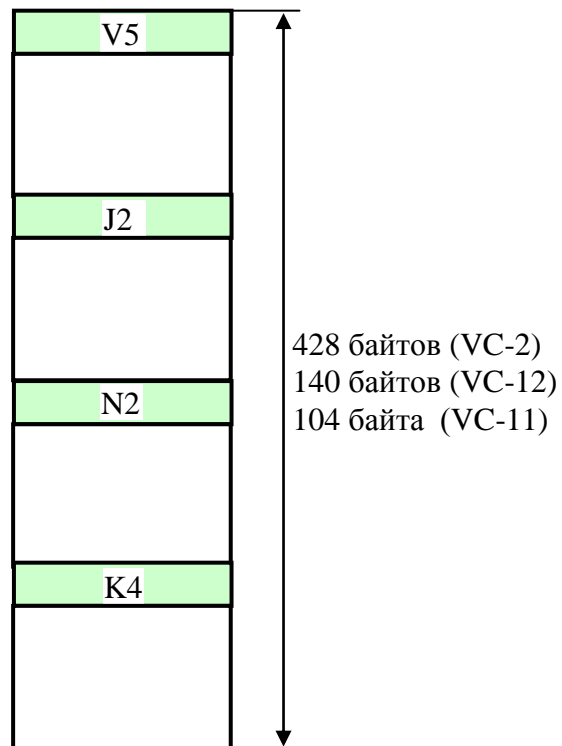 V5
J2
428 байтов (VC-2)
140 байтов (VC-12)
N2
104 байта (VC-11)
K4